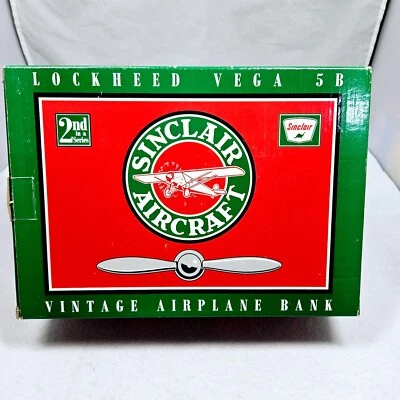 LOCKHEED VEGA 5B
2nd
in a
Series
Sinclair
SINCLAIR
AIRCRAFT
VINTAGE AIRPLANE BANK